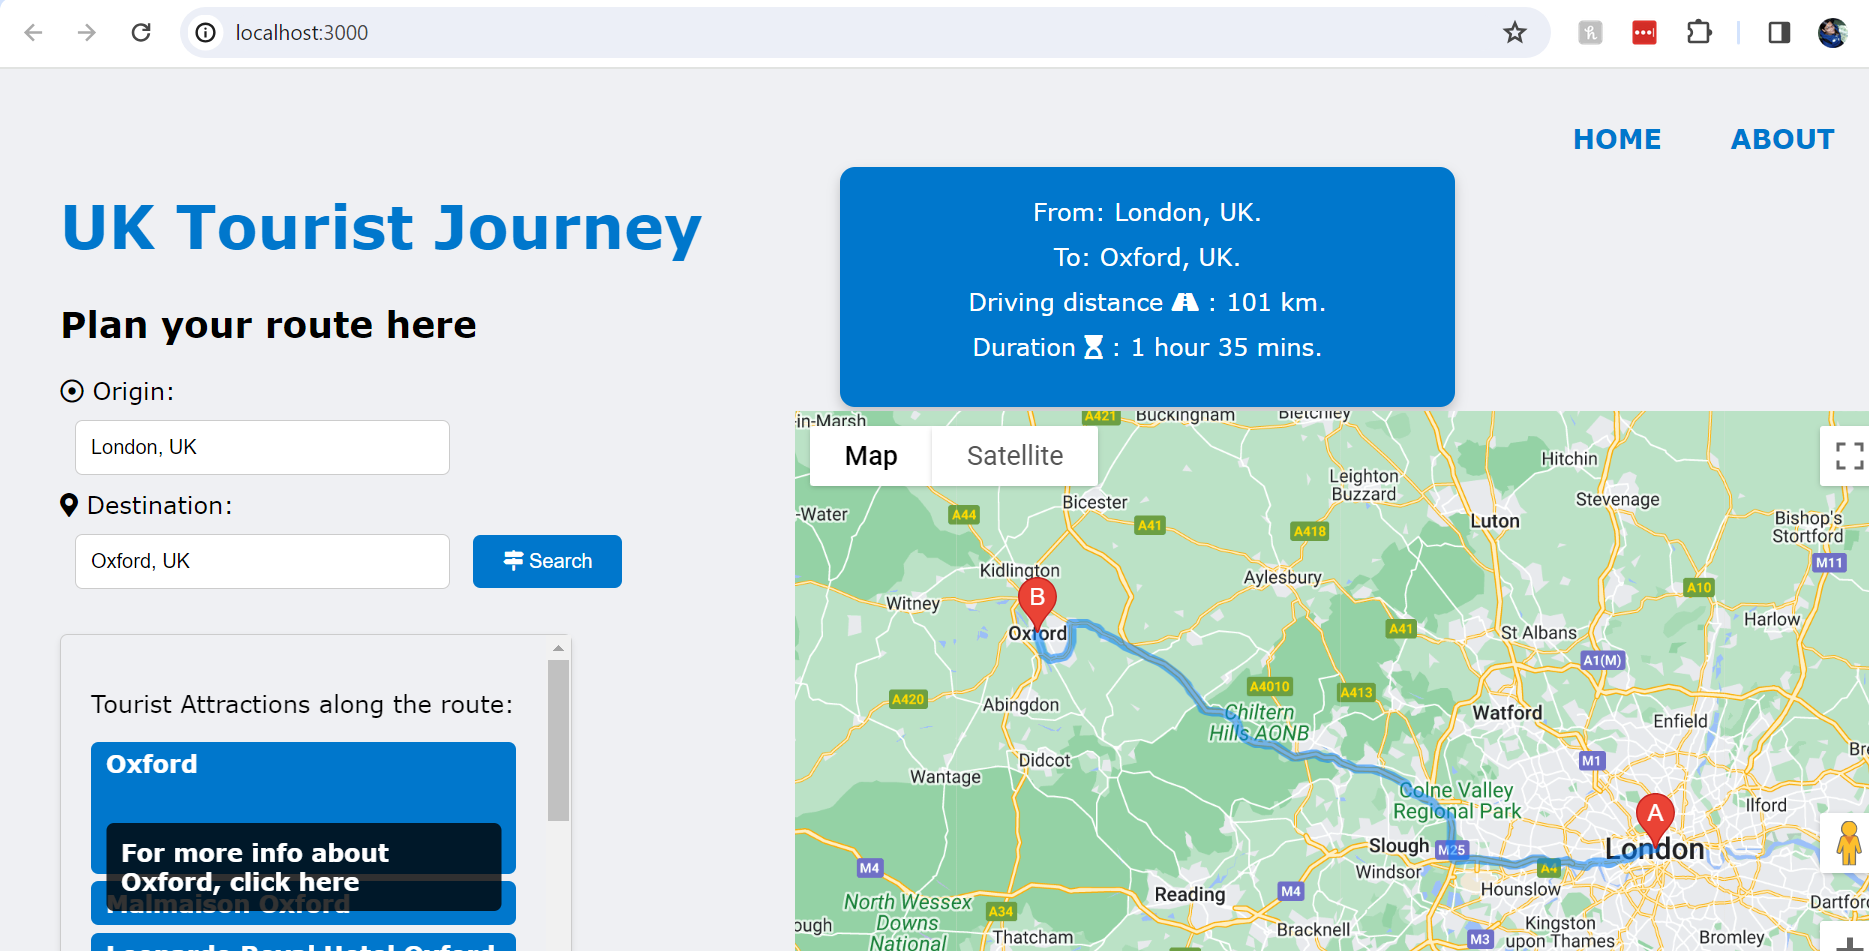 localhost:3000
HOME
ABOUT
UK Tourist Journey
Plan your route here
Origin:
London, UK
Destination:
Oxford, UK
Search
Tourist Attractions along the route:
Oxford
For more info about
Oxford, click here
Malmaison Oxford
Leonardo Royal Hotel Oxford
From: London, UK.
To: Oxford, UK.
Driving distance : 101 km.
Duration : 1 hour 35 mins.
in-Marsh
A421
Buckingham
Bletchley
Map
Satellite
Hitchin
Leighton
Buzzard
Stevenage
Bicester
-Water
A44
A41
A418
Luton
Bishop's
Stortford
M11
Kidlington
Aylesbury
A10
B
Witney
Harlow
Oxford
A41
St Albans
A1(M)
A420
Abingdon
A4010
A413
Chiltern
Hills AONB
Watford
Enfield
Didcot
M1
Wantage
Colne Valley
Regional Park
Ilford
A
Slough
M25
London
M4
Windsor
A4
Hounslow
Reading
M4
North Wessex
Downs
National
A34
ough
Dartford
Kingston
upon Thames
Bracknell
M3
Thatcham
Bromley